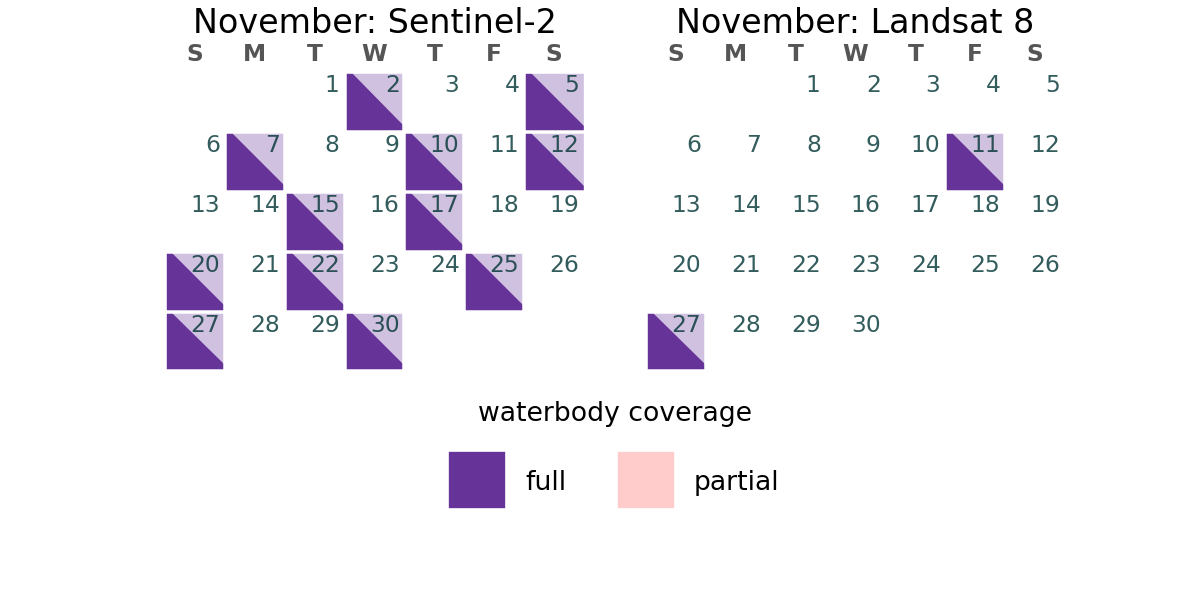 November: Sentinel-2
S M T W T F S
1 2 3 4 5
6 7 8 9 10 11 12
13 14 15 16 17 18 19
20 21 22 23 24 25 26
27 28 29 30
November: Landsat 8
S M T W T F S
1 2 3 4 5
6 7 8 9 10 11 12
13 14 15 16 17 18 19
20 21 22 23 24 25 26
27 28 29 30
waterbody coverage
full partial